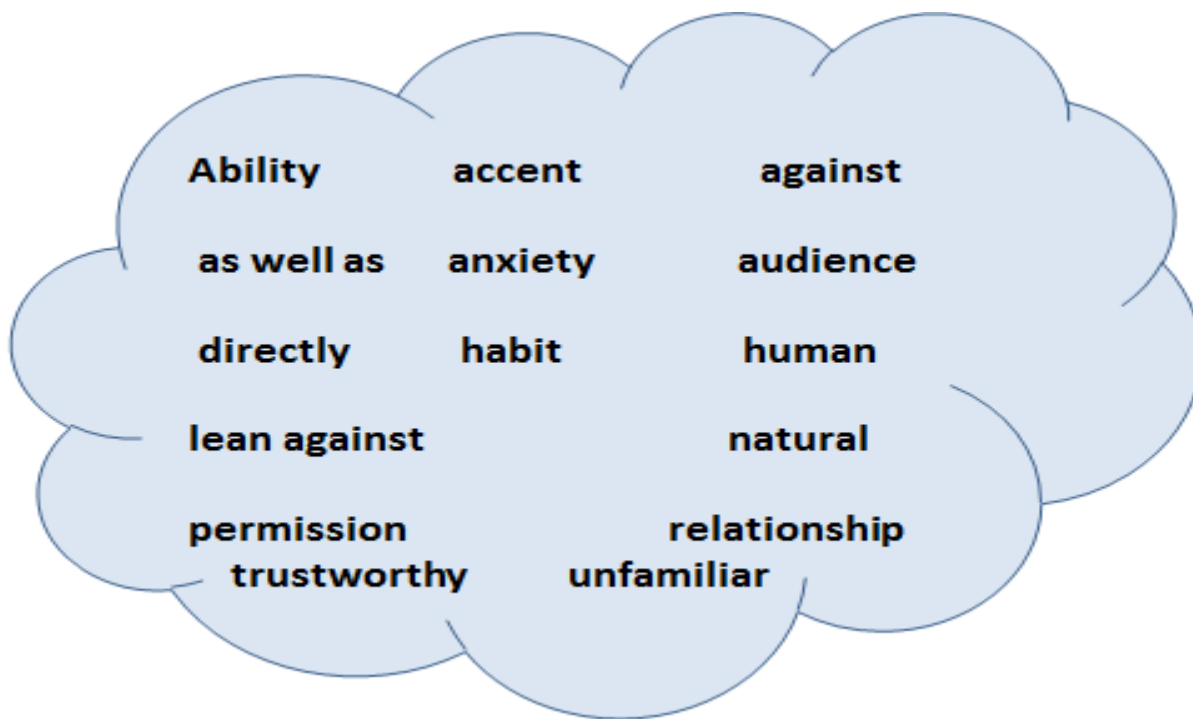 Ability accent against
as well as anxiety audience
directly habit human
lean against natural
permission relationship
trustworthy unfamiliar